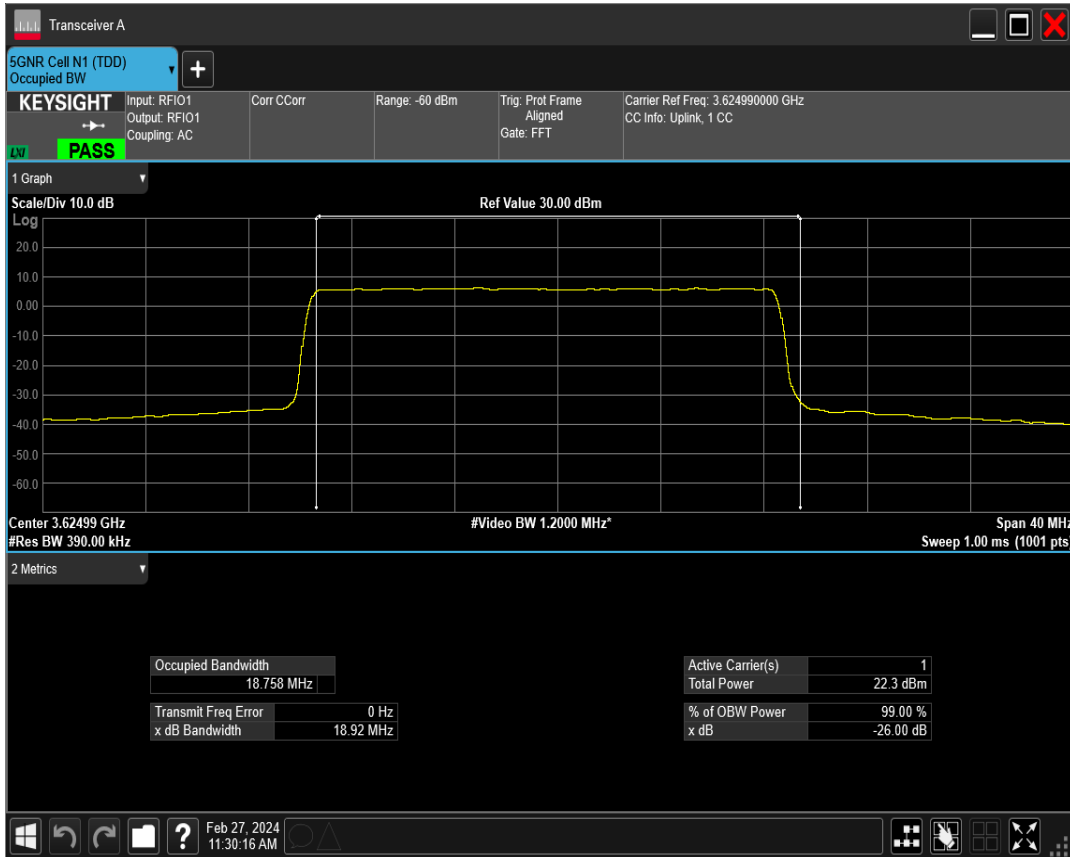 Transceiver A
5GNR Cell N1 (TDD)
Occupied BW
+
KEYSIGHT
LXI
PASS
Input: RFIO1
Output: RFIO1
Coupling: AC
Corr CCorr
Range: -60 dBm
Trig: Prot Frame
Aligned
Gate: FFT
Carrier Ref Freq: 3.624990000 GHz
CC Info: Uplink, 1 CC
1 Graph
Scale/Div 10.0 dB
Ref Value 30.00 dBm
Log
20.0
10.0
0.00
-10.0
-20.0
-30.0
-40.0
-50.0
-60.0
Center 3.62499 GHz
#Video BW 1.2000 MHz*
Span 40 MHz
#Res BW 390.00 kHz
Sweep 1.00 ms (1001 pts)
2 Metrics
Occupied Bandwidth
18.758 MHz
Transmit Freq Error 0 Hz
x dB Bandwidth 18.92 MHz
Active Carrier(s) 1
Total Power 22.3 dBm
% of OBW Power 99.00 %
x dB -26.00 dB
?
Feb 27, 2024
11:30:16 AM